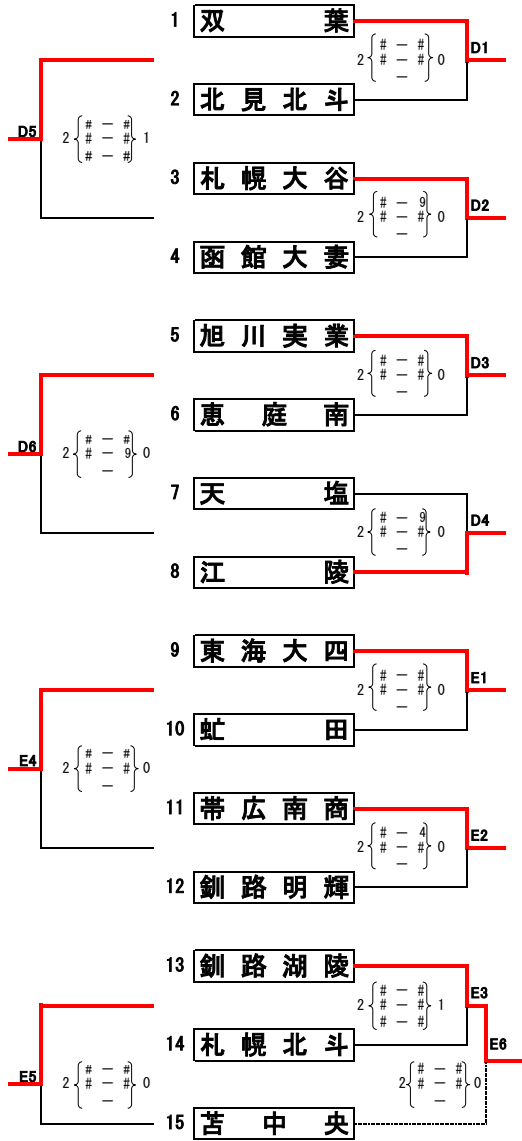 1 双葉
2 { # － # } 0 D1
# － #
－
2 北見北斗
D5 2 { # － # } 1
# － #
# － #
3 札幌大谷
2 { # － 9 } 0 D2
# － #
－
4 函館大妻
5 旭川実業
2 { # － # } 0 D3
# － #
－
6 恵庭南
D6 2 { # － # } 0
# － 9
－
7 天塩
2 { # － 9 } 0 D4
# － #
－
8 江陵
9 東海大四
2 { # － # } 0 E1
# － #
－
10 虻田
E4 2 { # － # } 0
# － #
－
11 帯広南商
2 { # － 4 } 0 E2
# － #
－
12 釧路明輝
13 釧路湖陵
2 { # － # } 1 E3
# － #
# － #
14 札幌北斗
E6
2 { # － # } 0
# － #
－
E5 2 { # － # } 0
# － #
－
15 苫中央